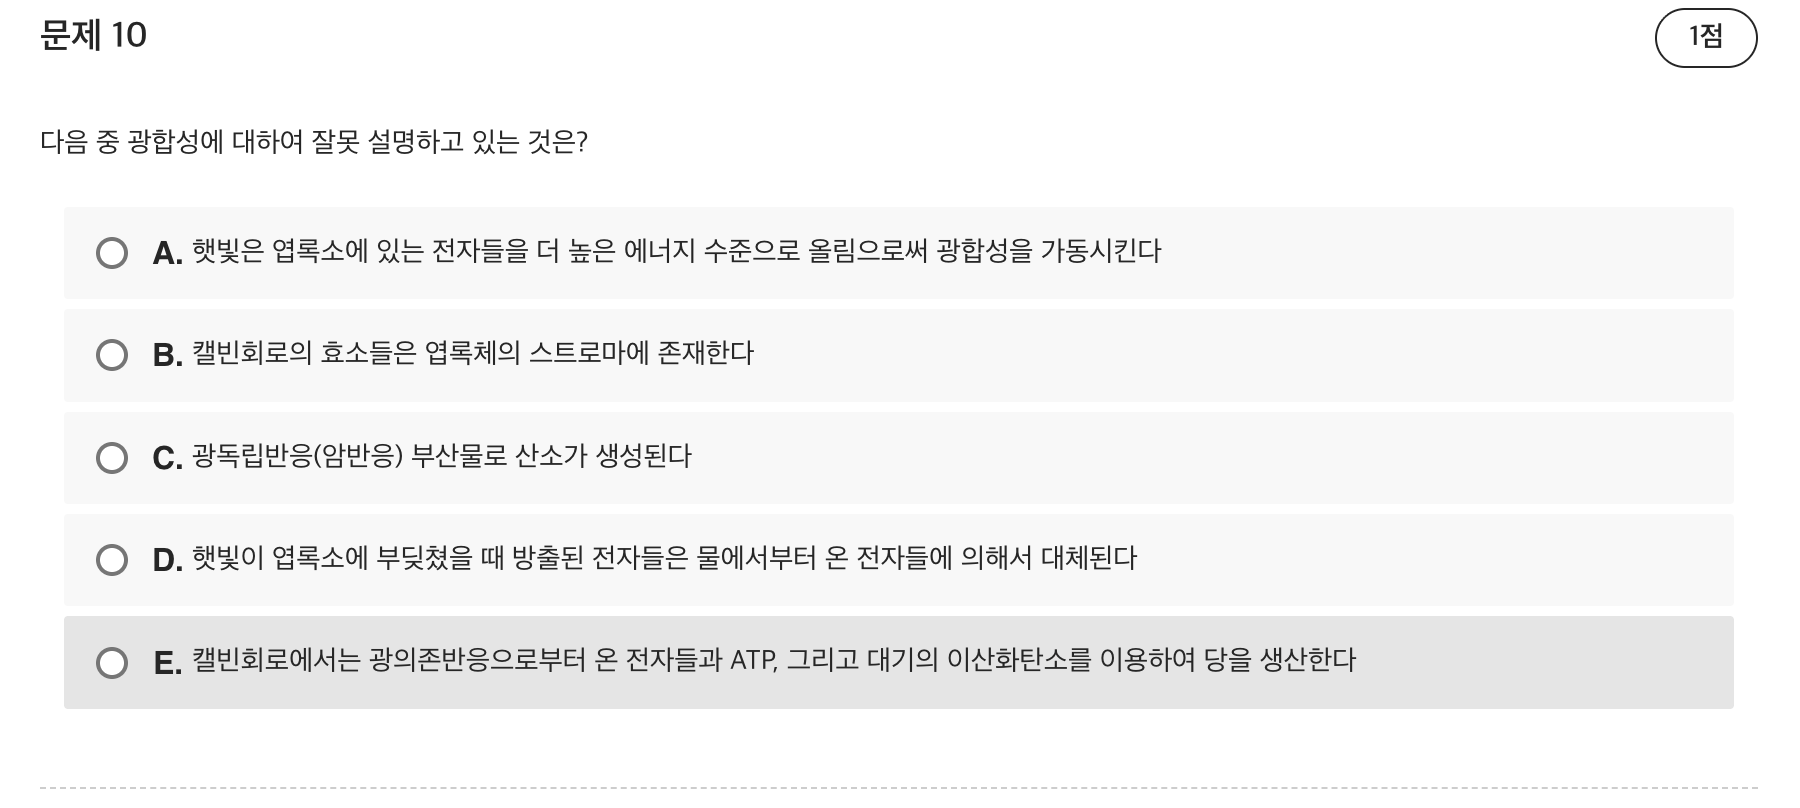 문제 10
1점
다음 중 광합성에 대하여 잘못 설명하고 있는 것은?
A. 햇빛은 엽록소에 있는 전자들을 더 높은 에너지 수준으로 올림으로써 광합성을 가동시킨다
B. 캘빈회로의 효소들은 엽록체의 스트로마에 존재한다
C. 광독립반응(암반응) 부산물로 산소가 생성된다
D. 햇빛이 엽록소에 부딪쳤을 때 방출된 전자들은 물에서부터 온 전자들에 의해서 대체된다
E. 캘빈회로에서는 광의존반응으로부터 온 전자들과 ATP, 그리고 대기의 이산화탄소를 이용하여 당을 생산한다